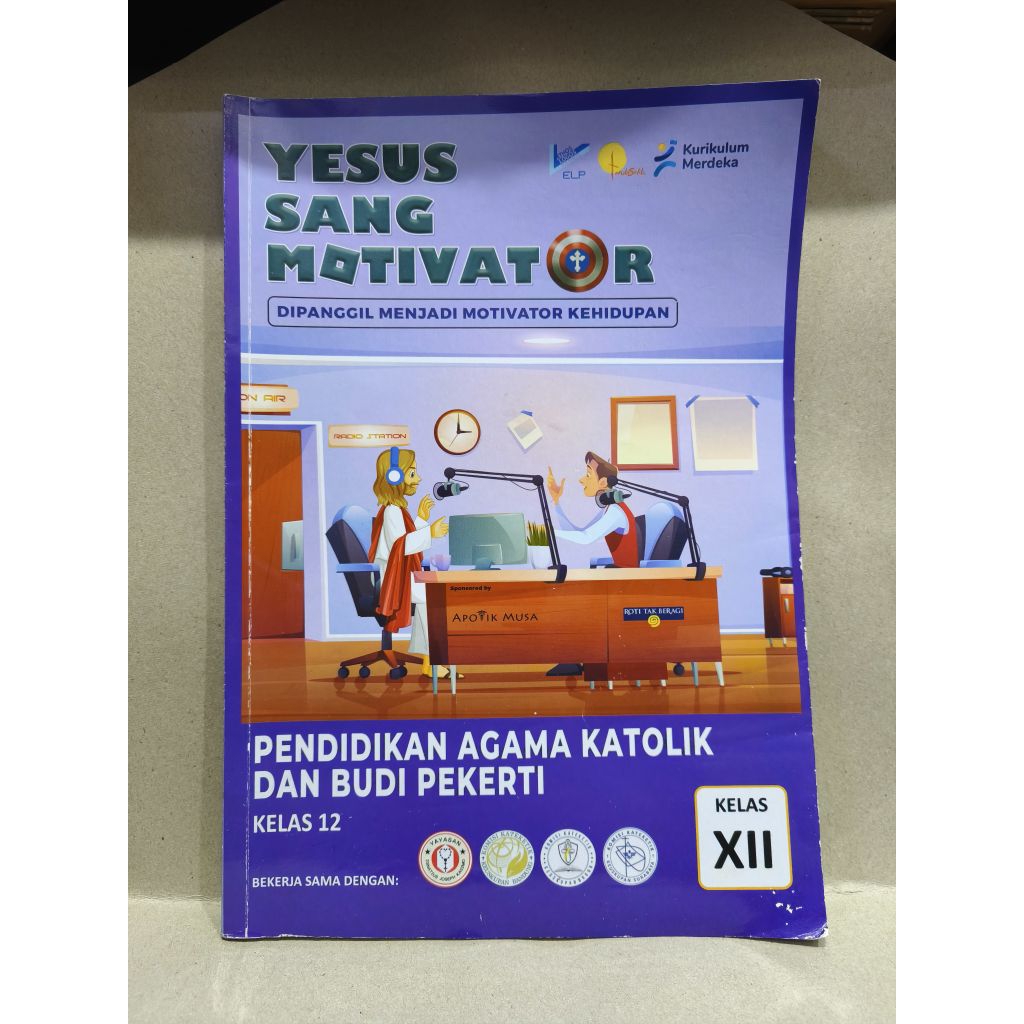 YESUS
SANG
MOTIVATOR
ELP
Kurikulum
Merdeka
DIPANGGIL MENJADI MOTIVATOR KEHIDUPAN
ON AIR
RADIO STATION
Sponsored by
APOTIK MUSA
ROTI TAK BERAGI
PENDIDIKAN AGAMA KATOLIK
DAN BUDI PEKERTI
KELAS 12
KELAS
XII
BEKERJA SAMA DENGAN:
YAYASAN